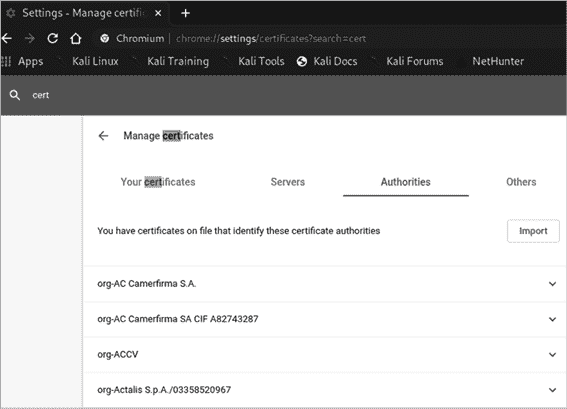 Settings - Manage certifi
Chromium chrome://settings/certificates?search=cert
Apps Kali Linux Kali Training Kali Tools Kali Docs Kali Forums NetHunter
cert
Manage certificates
Your certificates Servers Authorities Others
You have certificates on file that identify these certificate authorities Import
org-AC Camerfirma S.A.
org-AC Camerfirma SA CIF A82743287
org-ACCV
org-Actalis S.p.A./03358520967